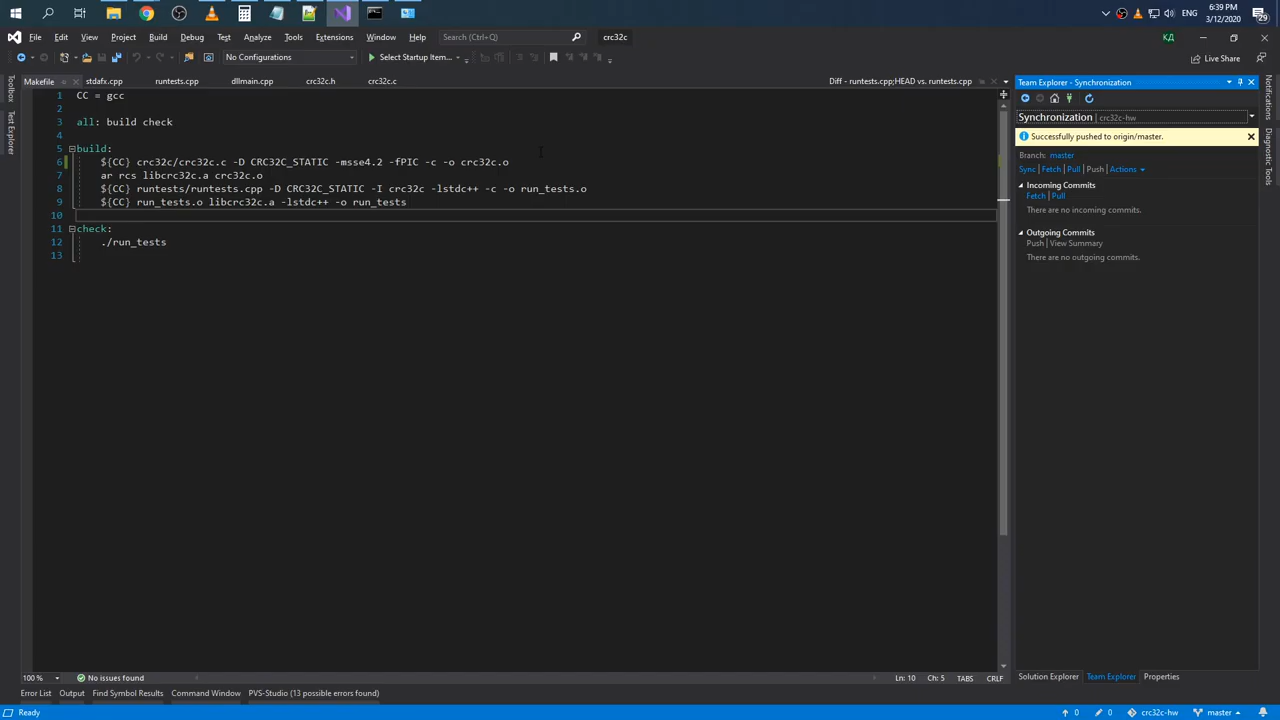 6:39 PM
ENG
3/12/2020
29
File Edit View Project Build Debug Test Analyze Tools Extensions Window Help
Search (Ctrl+Q)
crc32c
КД
No Configurations
Select Startup Item...
Live Share
Makefile stdafx.cpp runtests.cpp dllmain.cpp crc32c.h crc32c.c Diff - runtests.cpp;HEAD vs. runtests.cpp
Toolbox
Test Explorer
1 CC = gcc
2
3 all: build check
4
5 build:
6 ${CC} crc32c/crc32c.c -D CRC32C_STATIC -msse4.2 -fPIC -c -o crc32c.o
7 ar rcs libcrc32c.a crc32c.o
8 ${CC} runtests/runtests.cpp -D CRC32C_STATIC -I crc32c -lstdc++ -c -o run_tests.o
9 ${CC} run_tests.o libcrc32c.a -lstdc++ -o run_tests
10
11 check:
12 ./run_tests
13
Team Explorer - Synchronization
Synchronization | crc32c-hw
Successfully pushed to origin/master.
Branch: master
Sync | Fetch | Pull | Push | Actions
Incoming Commits
Fetch | Pull
There are no incoming commits.
Outgoing Commits
Push | View Summary
There are no outgoing commits.
Notifications
Diagnostic Tools
100 %
No issues found
Ln: 10 Ch: 5 TABS CRLF
Solution Explorer Team Explorer Properties
Error List Output Find Symbol Results Command Window PVS-Studio (13 possible errors found)
Ready
0 0 crc32c-hw master